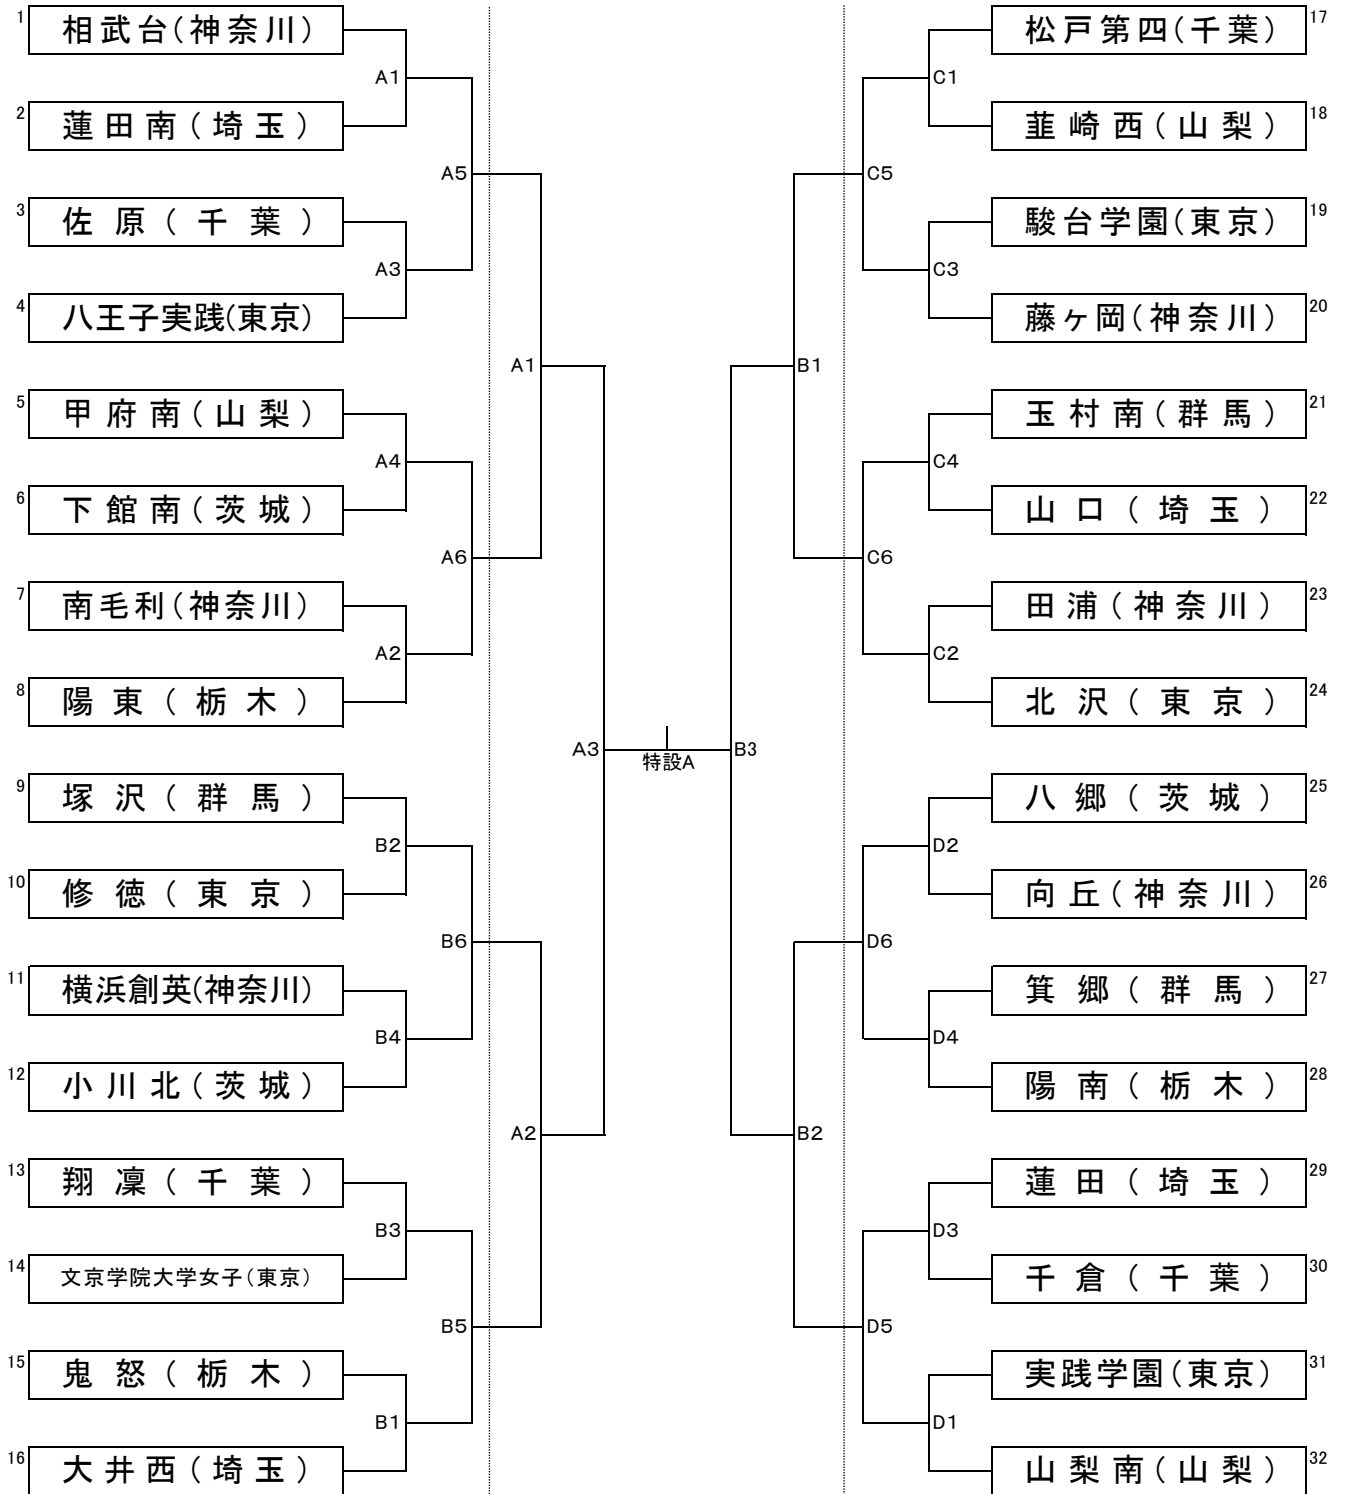 1 相武台(神奈川)
A1
2 蓮田南(埼玉)
A5
3 佐原(千葉)
A3
4 八王子実践(東京)
A1
5 甲府南(山梨)
A4
6 下館南(茨城)
A6
7 南毛利(神奈川)
A2
8 陽東(栃木)
A3
9 塚沢(群馬)
B2
10 修徳(東京)
B6
11 横浜創英(神奈川)
B4
12 小川北(茨城)
A2
13 翔凜(千葉)
B3
14 文京学院大学女子(東京)
B5
15 鬼怒(栃木)
B1
16 大井西(埼玉)
特設A
松戸第四(千葉) 17
C1
韮崎西(山梨) 18
C5
駿台学園(東京) 19
C3
藤ヶ岡(神奈川) 20
B1
玉村南(群馬) 21
C4
山口(埼玉) 22
C6
田浦(神奈川) 23
C2
北沢(東京) 24
B3
八郷(茨城) 25
D2
向丘(神奈川) 26
D6
箕郷(群馬) 27
D4
陽南(栃木) 28
B2
蓮田(埼玉) 29
D3
千倉(千葉) 30
D5
実践学園(東京) 31
D1
山梨南(山梨) 32